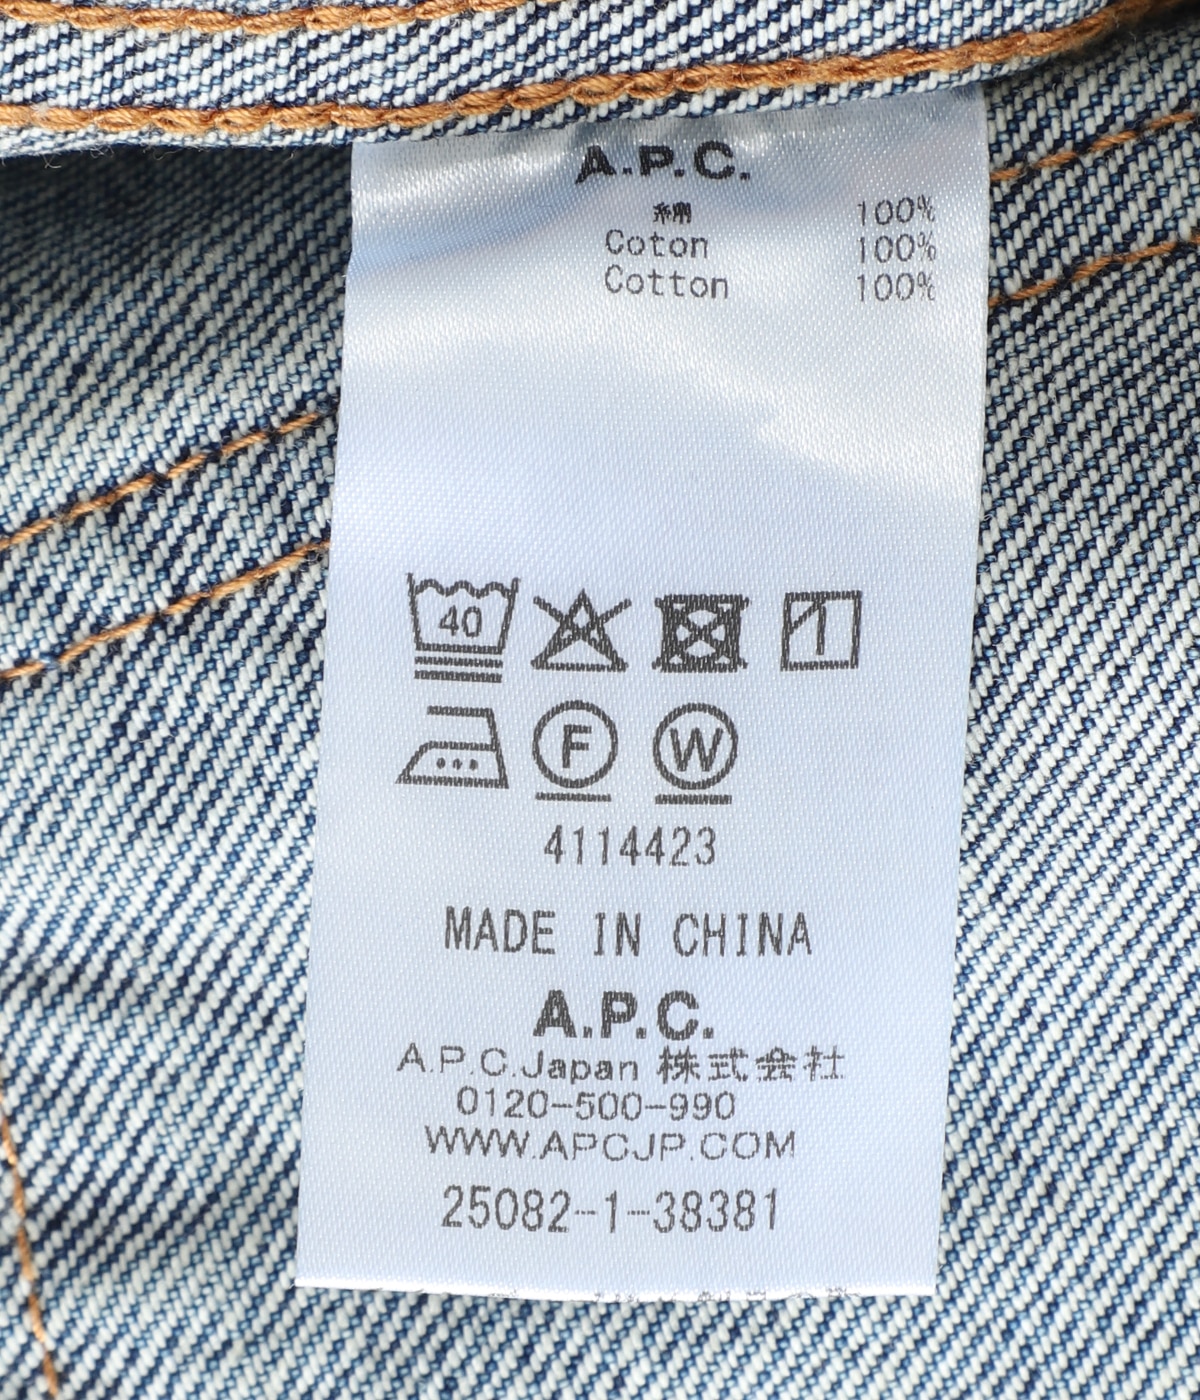 A.P.C.
綿 100%
Coton 100%
Cotton 100%
40
F W
4114423
MADE IN CHINA
A.P.C.
A.P.C.Japan 株式会社
0120-500-990
WWW.APCJP.COM
25082-1-38381